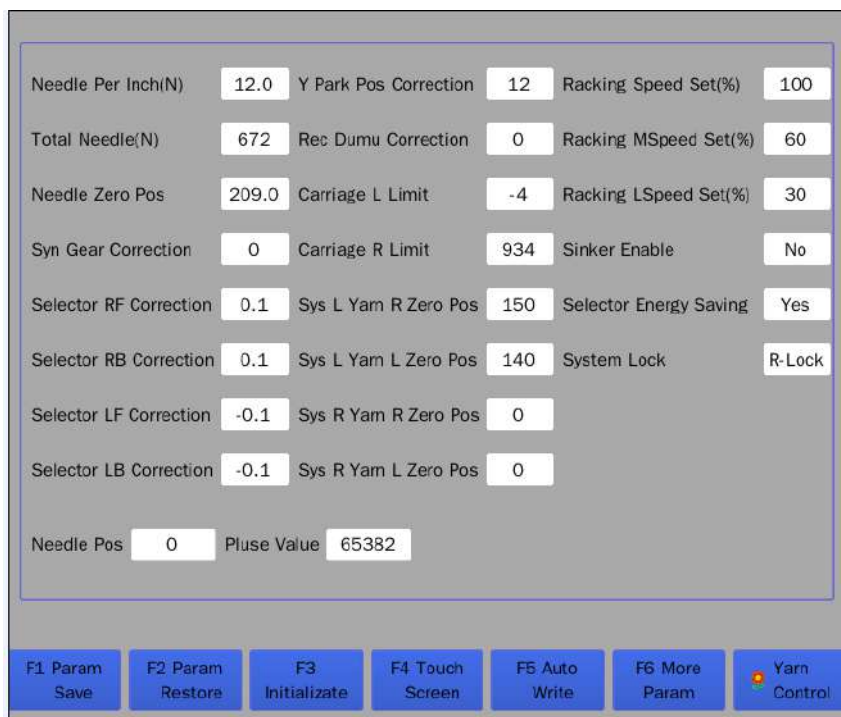 Needle Per Inch(N) 12.0 Y Park Pos Correction 12 Racking Speed Set(%) 100
Total Needle(N) 672 Rec Dumu Correction 0 Racking MSpeed Set(%) 60
Needle Zero Pos 209.0 Carriage L Limit -4 Racking LSpeed Set(%) 30
Syn Gear Correction 0 Carriage R Limit 934 Sinker Enable No
Selector RF Correction 0.1 Sys L Yarn R Zero Pos 150 Selector Energy Saving Yes
Selector RB Correction 0.1 Sys L Yarn L Zero Pos 140 System Lock R-Lock
Selector LF Correction -0.1 Sys R Yarn R Zero Pos 0
Selector LB Correction -0.1 Sys R Yarn L Zero Pos 0
Needle Pos 0 Pluse Value 65382
F1 Param F2 Param F3 F4 Touch F5 Auto F6 More Yarn
Save Restore Initializate Screen Write Param Control